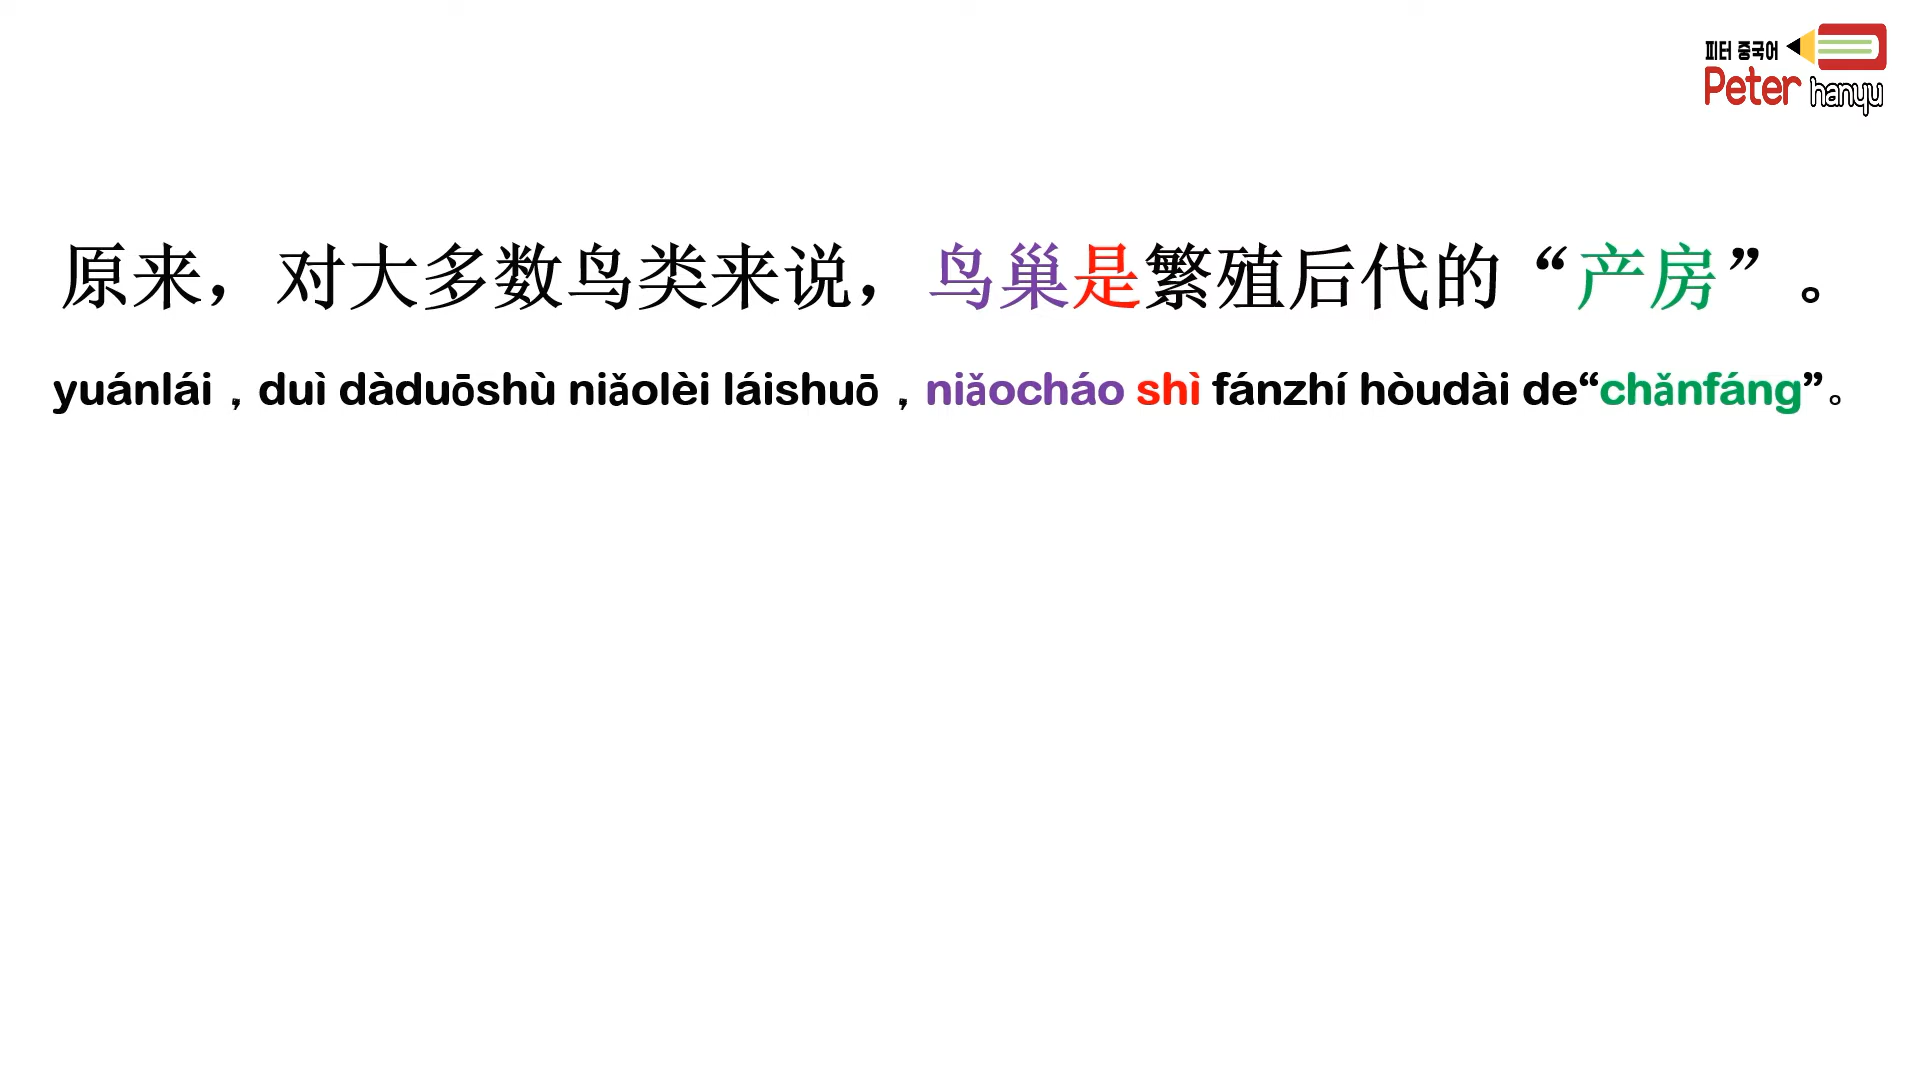 피터 중국어
Peter hanyu
原来，对大多数鸟类来说，鸟巢是繁殖后代的“产房”。
yuánlái，duì dàduōshù niǎolèi láishuō，niǎocháo shì fánzhí hòudài de“chǎnfáng”。